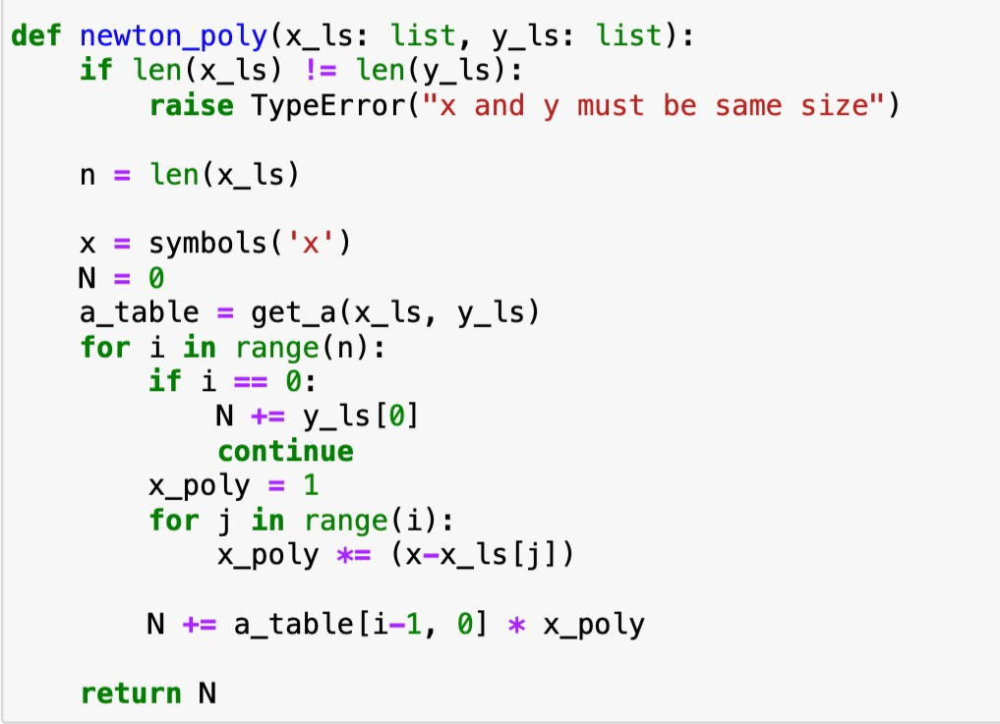 def newton_poly(x_ls: list, y_ls: list):
    if len(x_ls) != len(y_ls):
        raise TypeError("x and y must be same size")

    n = len(x_ls)

    x = symbols('x')
    N = 0
    a_table = get_a(x_ls, y_ls)
    for i in range(n):
        if i == 0:
            N += y_ls[0]
            continue
        x_poly = 1
        for j in range(i):
            x_poly *= (x-x_ls[j])

        N += a_table[i-1, 0] * x_poly

    return N